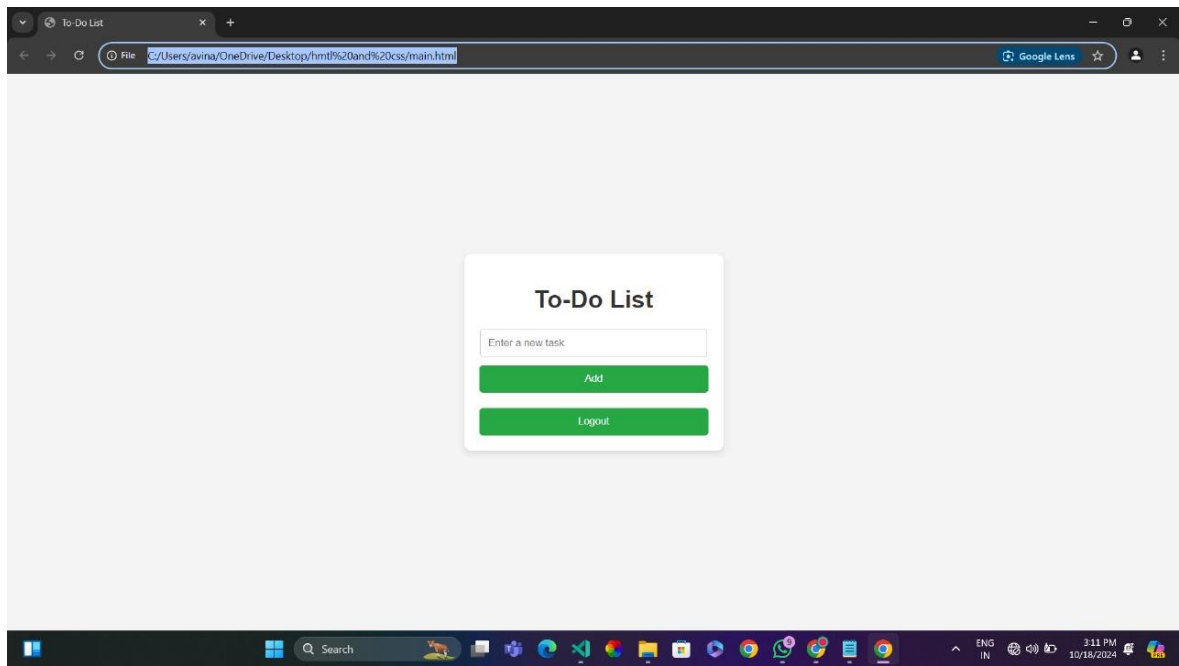 To-Do List
File C:/Users/avina/OneDrive/Desktop/hmtl%20and%20css/main.html Google Lens
To-Do List
Enter a new task
Add
Logout
Search
ENG
IN
3:11 PM
10/18/2024